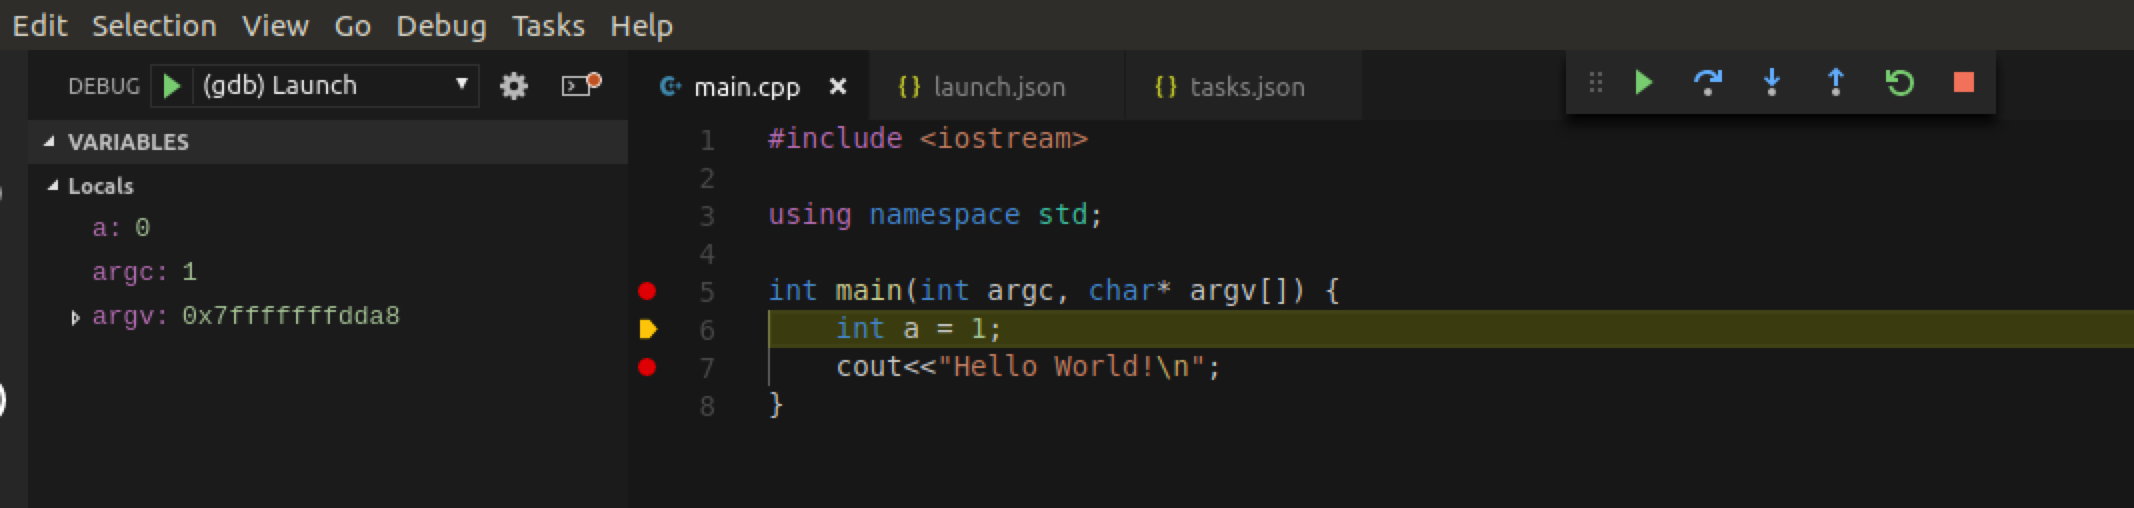 Edit Selection View Go Debug Tasks Help
DEBUG (gdb) Launch
main.cpp × {} launch.json {} tasks.json
VARIABLES
Locals
a: 0
argc: 1
argv: 0x7fffffffdda8
1 #include <iostream>
2
3 using namespace std;
4
5 int main(int argc, char* argv[]) {
6 int a = 1;
7 cout<<"Hello World!\n";
8 }